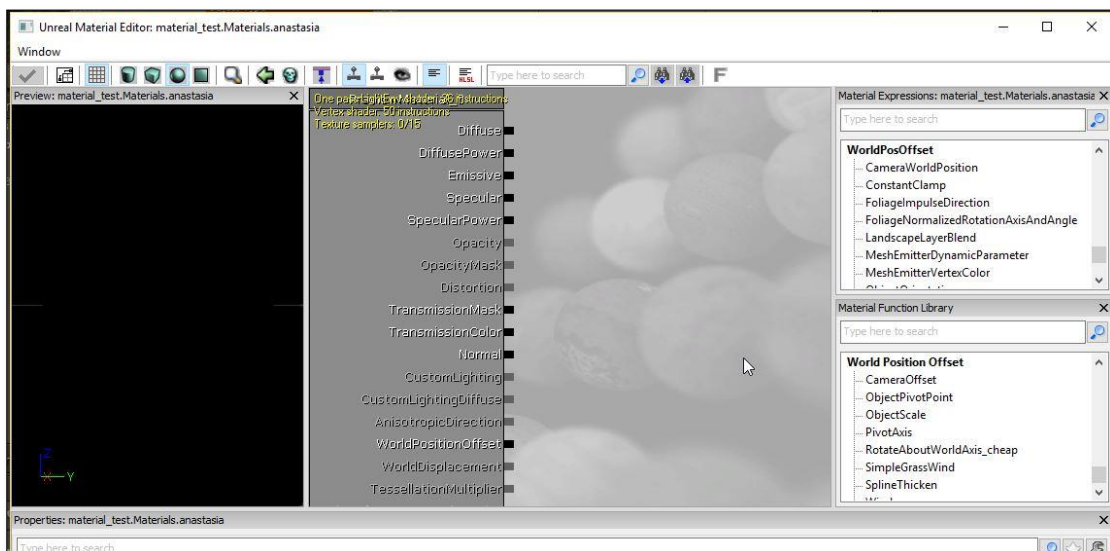 Unreal Material Editor: material_test.Materials.anastasia
Window
HLSL
Type here to search
F
Preview: material_test.Materials.anastasia
Vertex shader: 50 instructions
Texture samplers: 0/15
Diffuse
DiffusePower
Emissive
Specular
SpecularPower
Opacity
OpacityMask
Distortion
TransmissionMask
TransmissionColor
Normal
CustomLighting
CustomLightingDiffuse
AnisotropicDirection
WorldPositionOffset
WorldDisplacement
TessellationMultiplier
Z
X
Y
Material Expressions: material_test.Materials.anastasia
Type here to search
WorldPosOffset
CameraWorldPosition
ConstantClamp
FoliageImpulseDirection
FoliageNormalizedRotationAxisAndAngle
LandscapeLayerBlend
MeshEmitterDynamicParameter
MeshEmitterVertexColor
Material Function Library
Type here to search
World Position Offset
CameraOffset
ObjectPivotPoint
ObjectScale
PivotAxis
RotateAboutWorldAxis_cheap
SimpleGrassWind
SplineThicken
Properties: material_test.Materials.anastasia
Type here to search